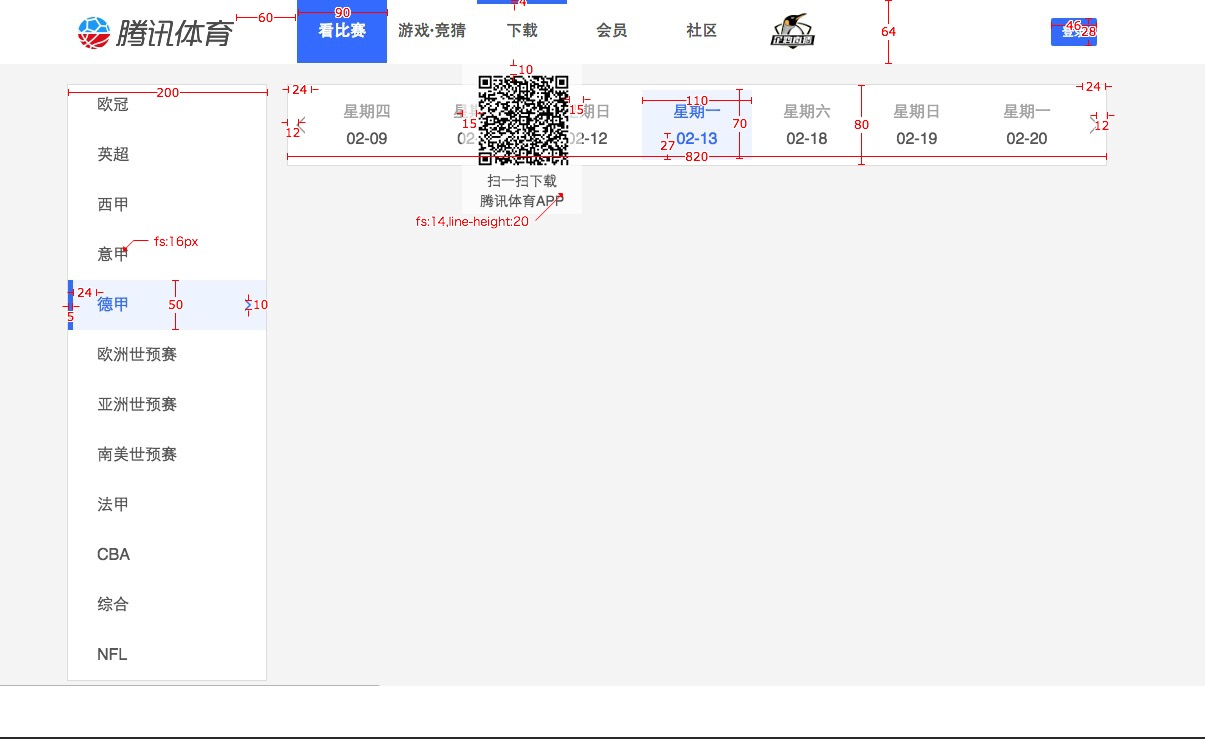 腾讯体育
60
90
看比赛
游戏·竞猜
4
下载
会员
社区
64
46
28
10
200
24
星期四
02-09
12
15
15
期日
02-12
110
星期一
02-13
70
27
820
星期六
02-18
80
星期日
02-19
星期一
02-20
24
12
扫一扫下载
腾讯体育APP
fs:14,line-height:20
欧冠
英超
西甲
意甲
fs:16px
24
德甲
50
10
5
欧洲世预赛
亚洲世预赛
南美世预赛
法甲
CBA
综合
NFL